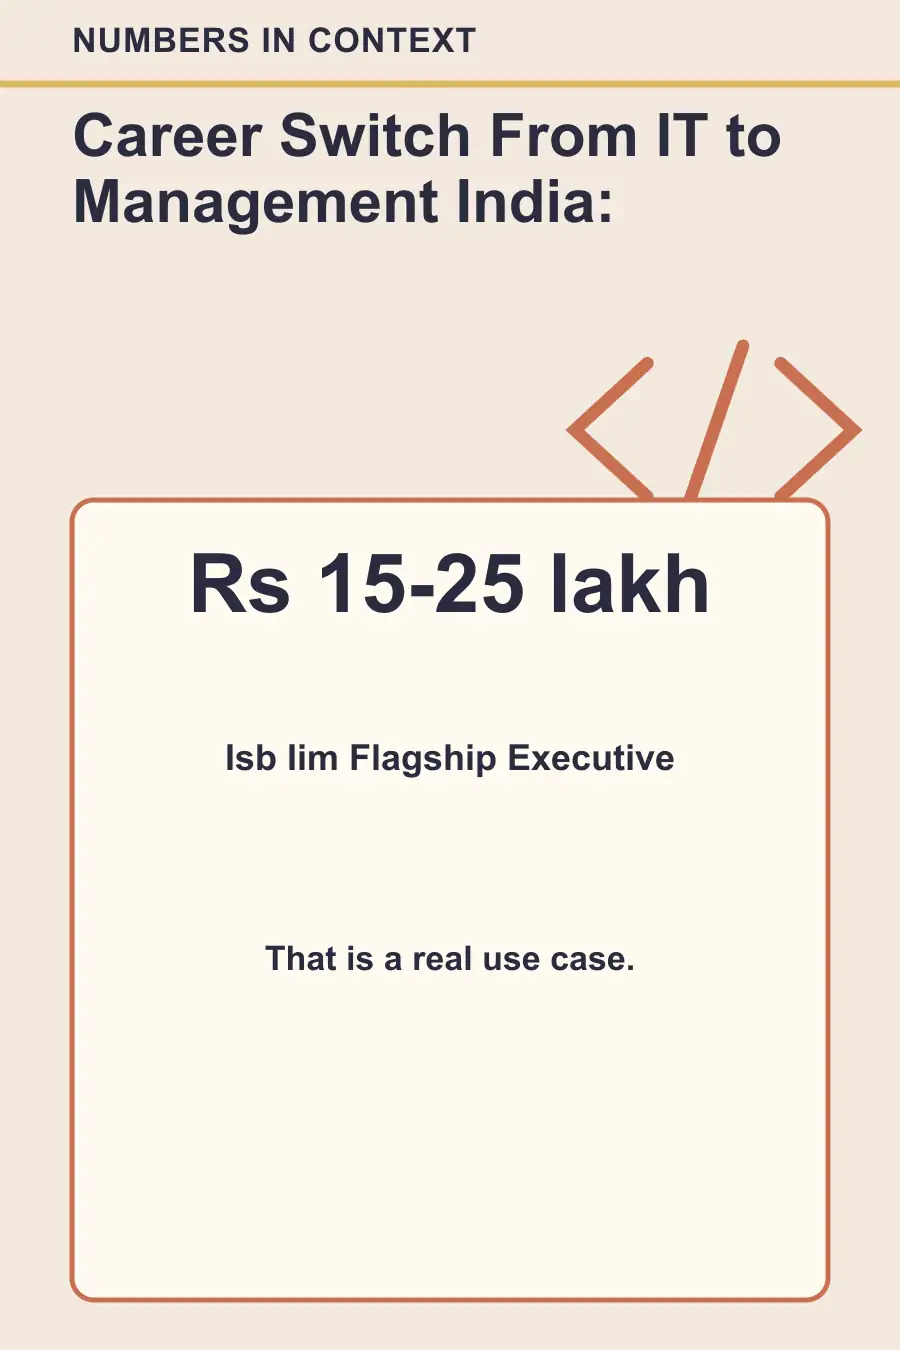 NUMBERS IN CONTEXT
Career Switch From IT to
Management India:
Rs 15-25 lakh
Isb Iim Flagship Executive
That is a real use case.